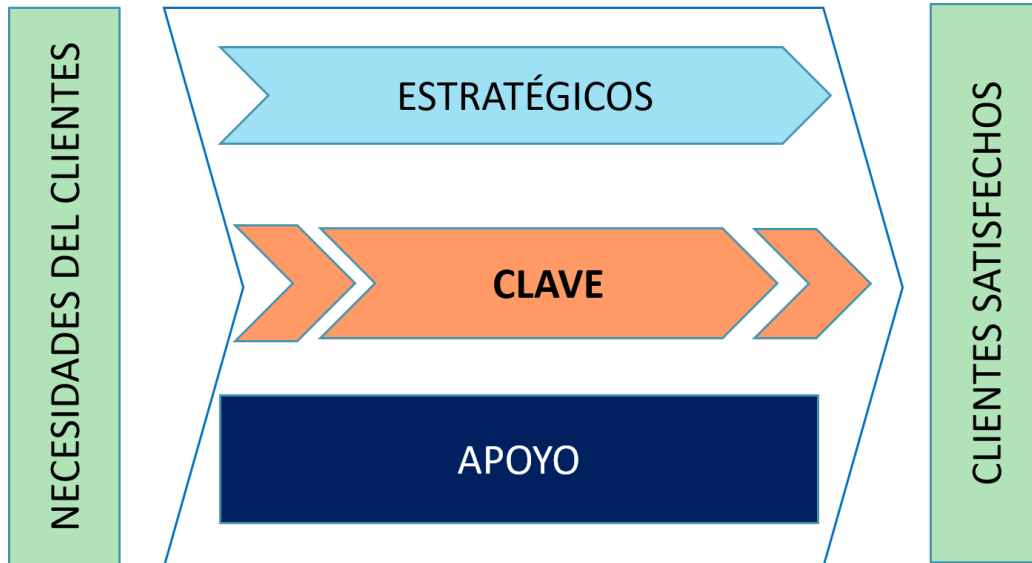 NECESIDADES DEL CLIENTES
ESTRATÉGICOS
CLAVE
APOYO
CLIENTES SATISFECHOS